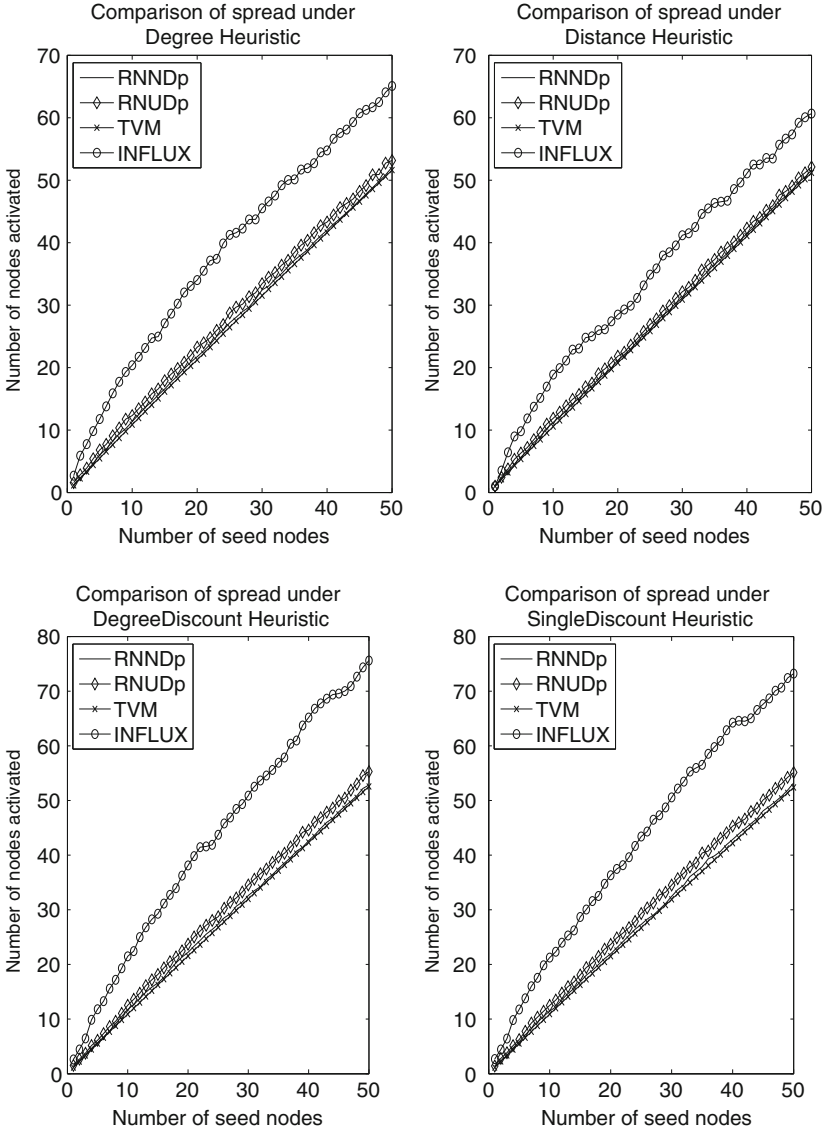 Comparison of spread under
Degree Heuristic
70
60
50
40
30
20
10
0
RNNDp
RNUDp
TVM
INFLUX
Number of nodes activated
0 10 20 30 40 50
Number of seed nodes
Comparison of spread under
Distance Heuristic
70
60
50
40
30
20
10
0
RNNDp
RNUDp
TVM
INFLUX
Number of nodes activated
0 10 20 30 40 50
Number of seed nodes
Comparison of spread under
DegreeDiscount Heuristic
80
70
60
50
40
30
20
10
0
RNNDp
RNUDp
TVM
INFLUX
Number of nodes activated
0 10 20 30 40 50
Number of seed nodes
Comparison of spread under
SingleDiscount Heuristic
80
70
60
50
40
30
20
10
0
RNNDp
RNUDp
TVM
INFLUX
Number of nodes activated
0 10 20 30 40 50
Number of seed nodes